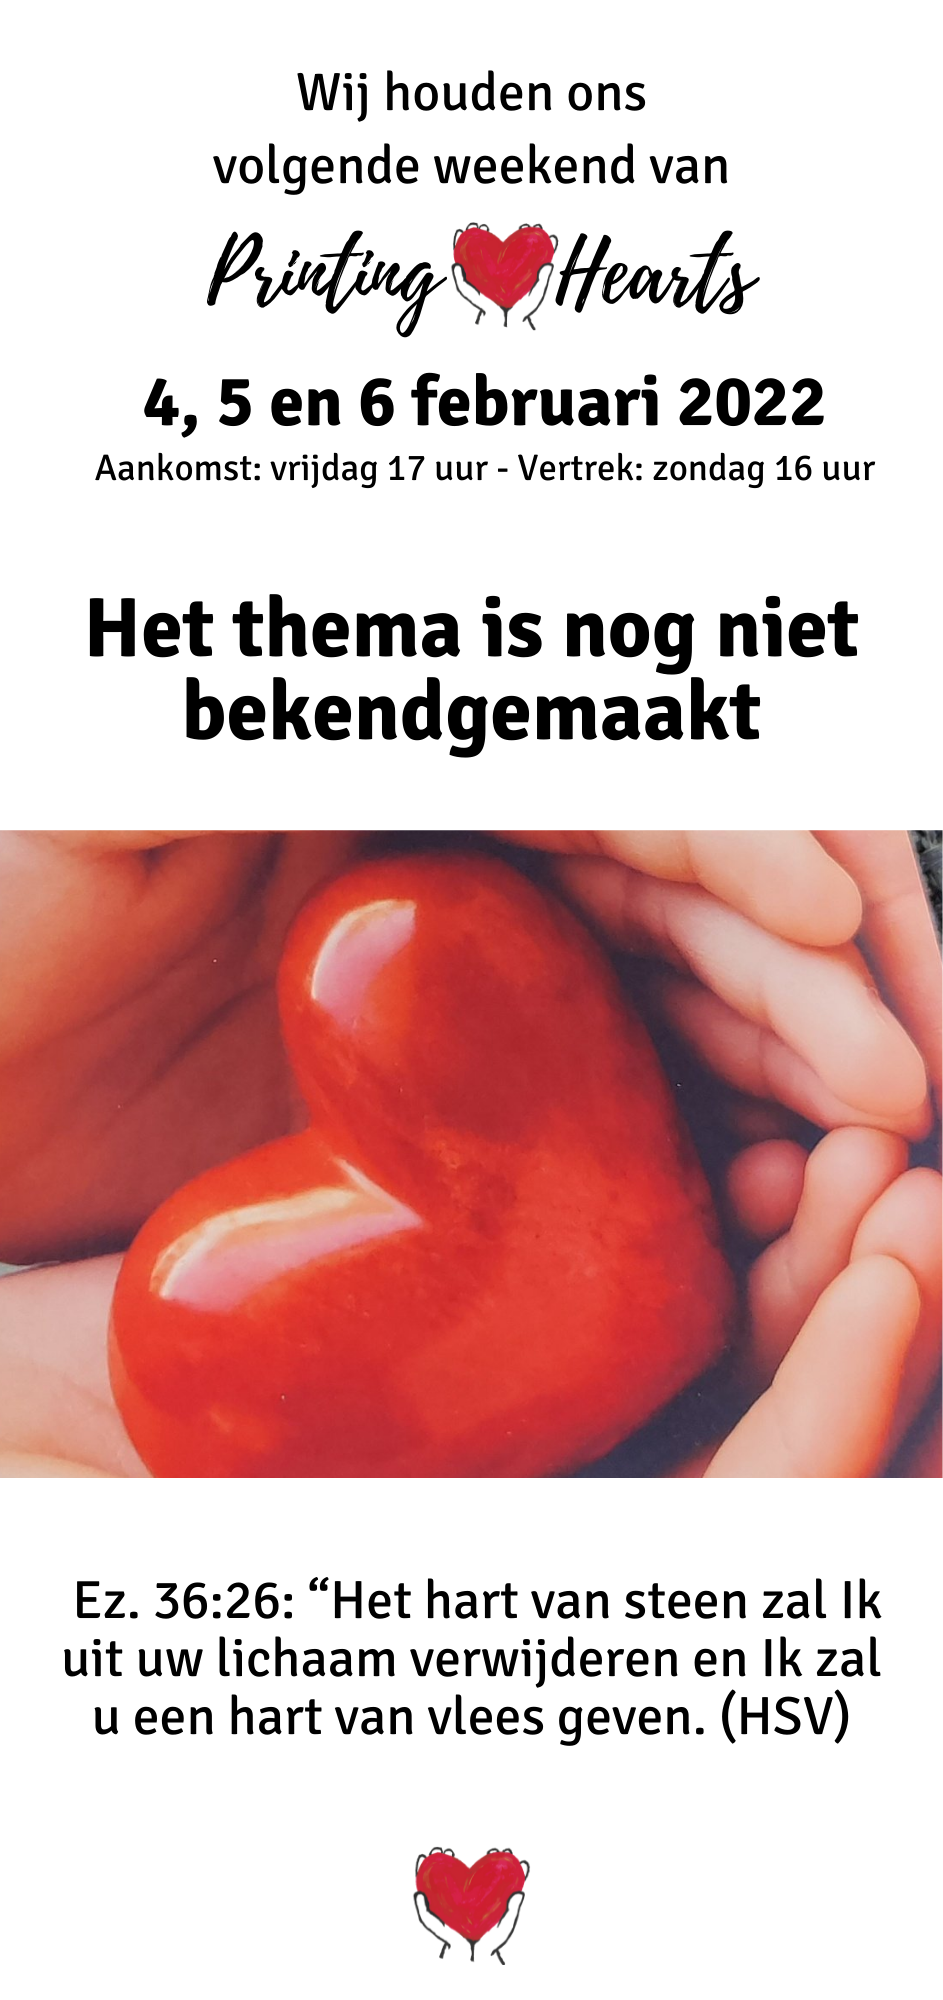 Wij houden ons
volgende weekend van
Printing Hearts
4, 5 en 6 februari 2022
Aankomst: vrijdag 17 uur - Vertrek: zondag 16 uur
Het thema is nog niet
bekendgemaakt
Ez. 36:26: “Het hart van steen zal Ik
uit uw lichaam verwijderen en Ik zal
u een hart van vlees geven. (HSV)